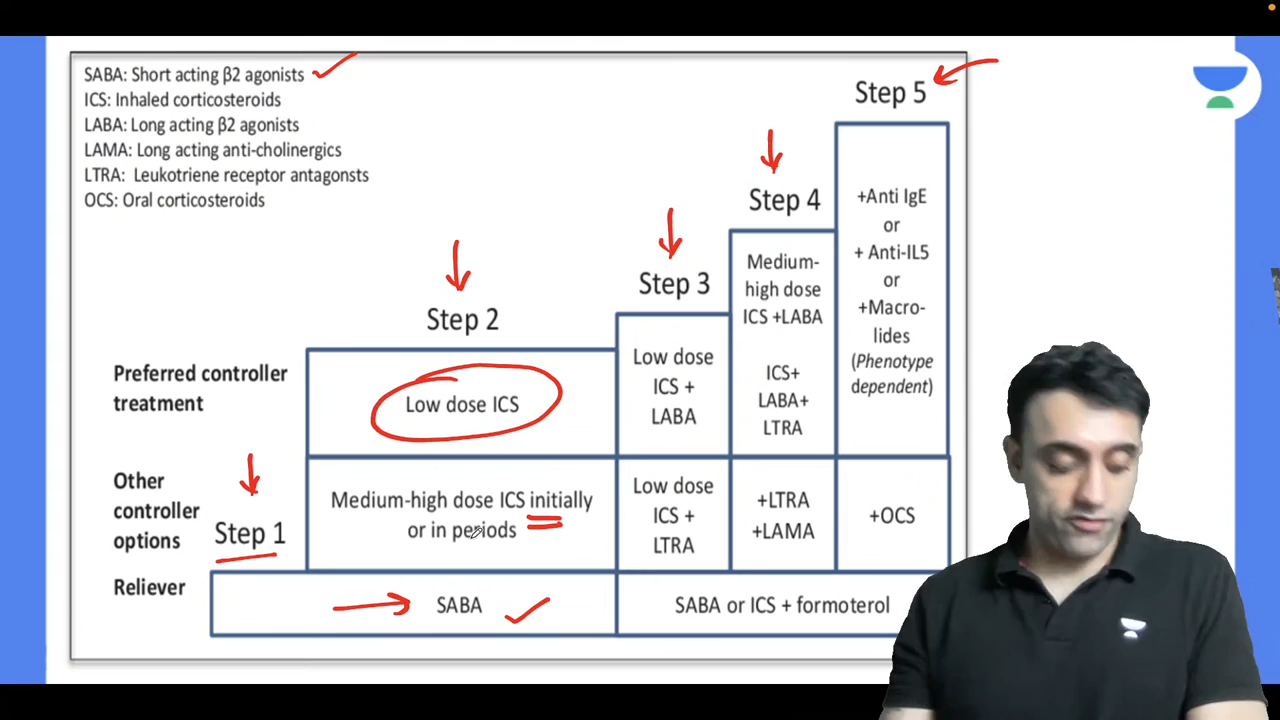 SABA: Short acting β2 agonists
ICS: Inhaled corticosteroids
LABA: Long acting β2 agonists
LAMA: Long acting anti-cholinergics
LTRA: Leukotriene receptor antagonsts
OCS: Oral corticosteroids
Step 5
+Anti IgE
or
+ Anti-IL5
or
+Macro-
lides
(Phenotype
dependent)
Step 4
Medium-
high dose
ICS +LABA
ICS+
LABA+
LTRA
Step 3
Low dose
ICS +
LABA
Step 2
Preferred controller
treatment
Low dose ICS
Other
controller
options
Medium-high dose ICS initially
or in periods
Low dose
ICS +
LTRA
+LTRA
+LAMA
+OCS
Step 1
Reliever
SABA
SABA or ICS + formoterol